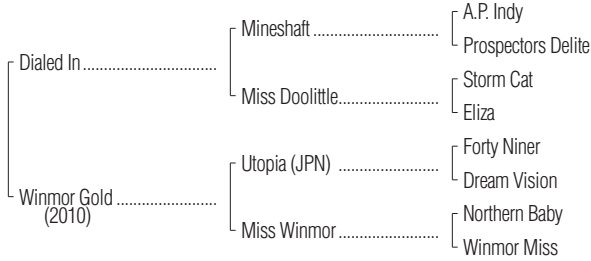 A.P. Indy
Mineshaft ..............................
Prospectors Delite
Dialed In................................
Storm Cat
Miss Doolittle........................
Eliza
Forty Niner
Utopia (JPN) ........................
Dream Vision
Winmor Gold ........................
(2010)
Northern Baby
Miss Winmor........................
Winmor Miss